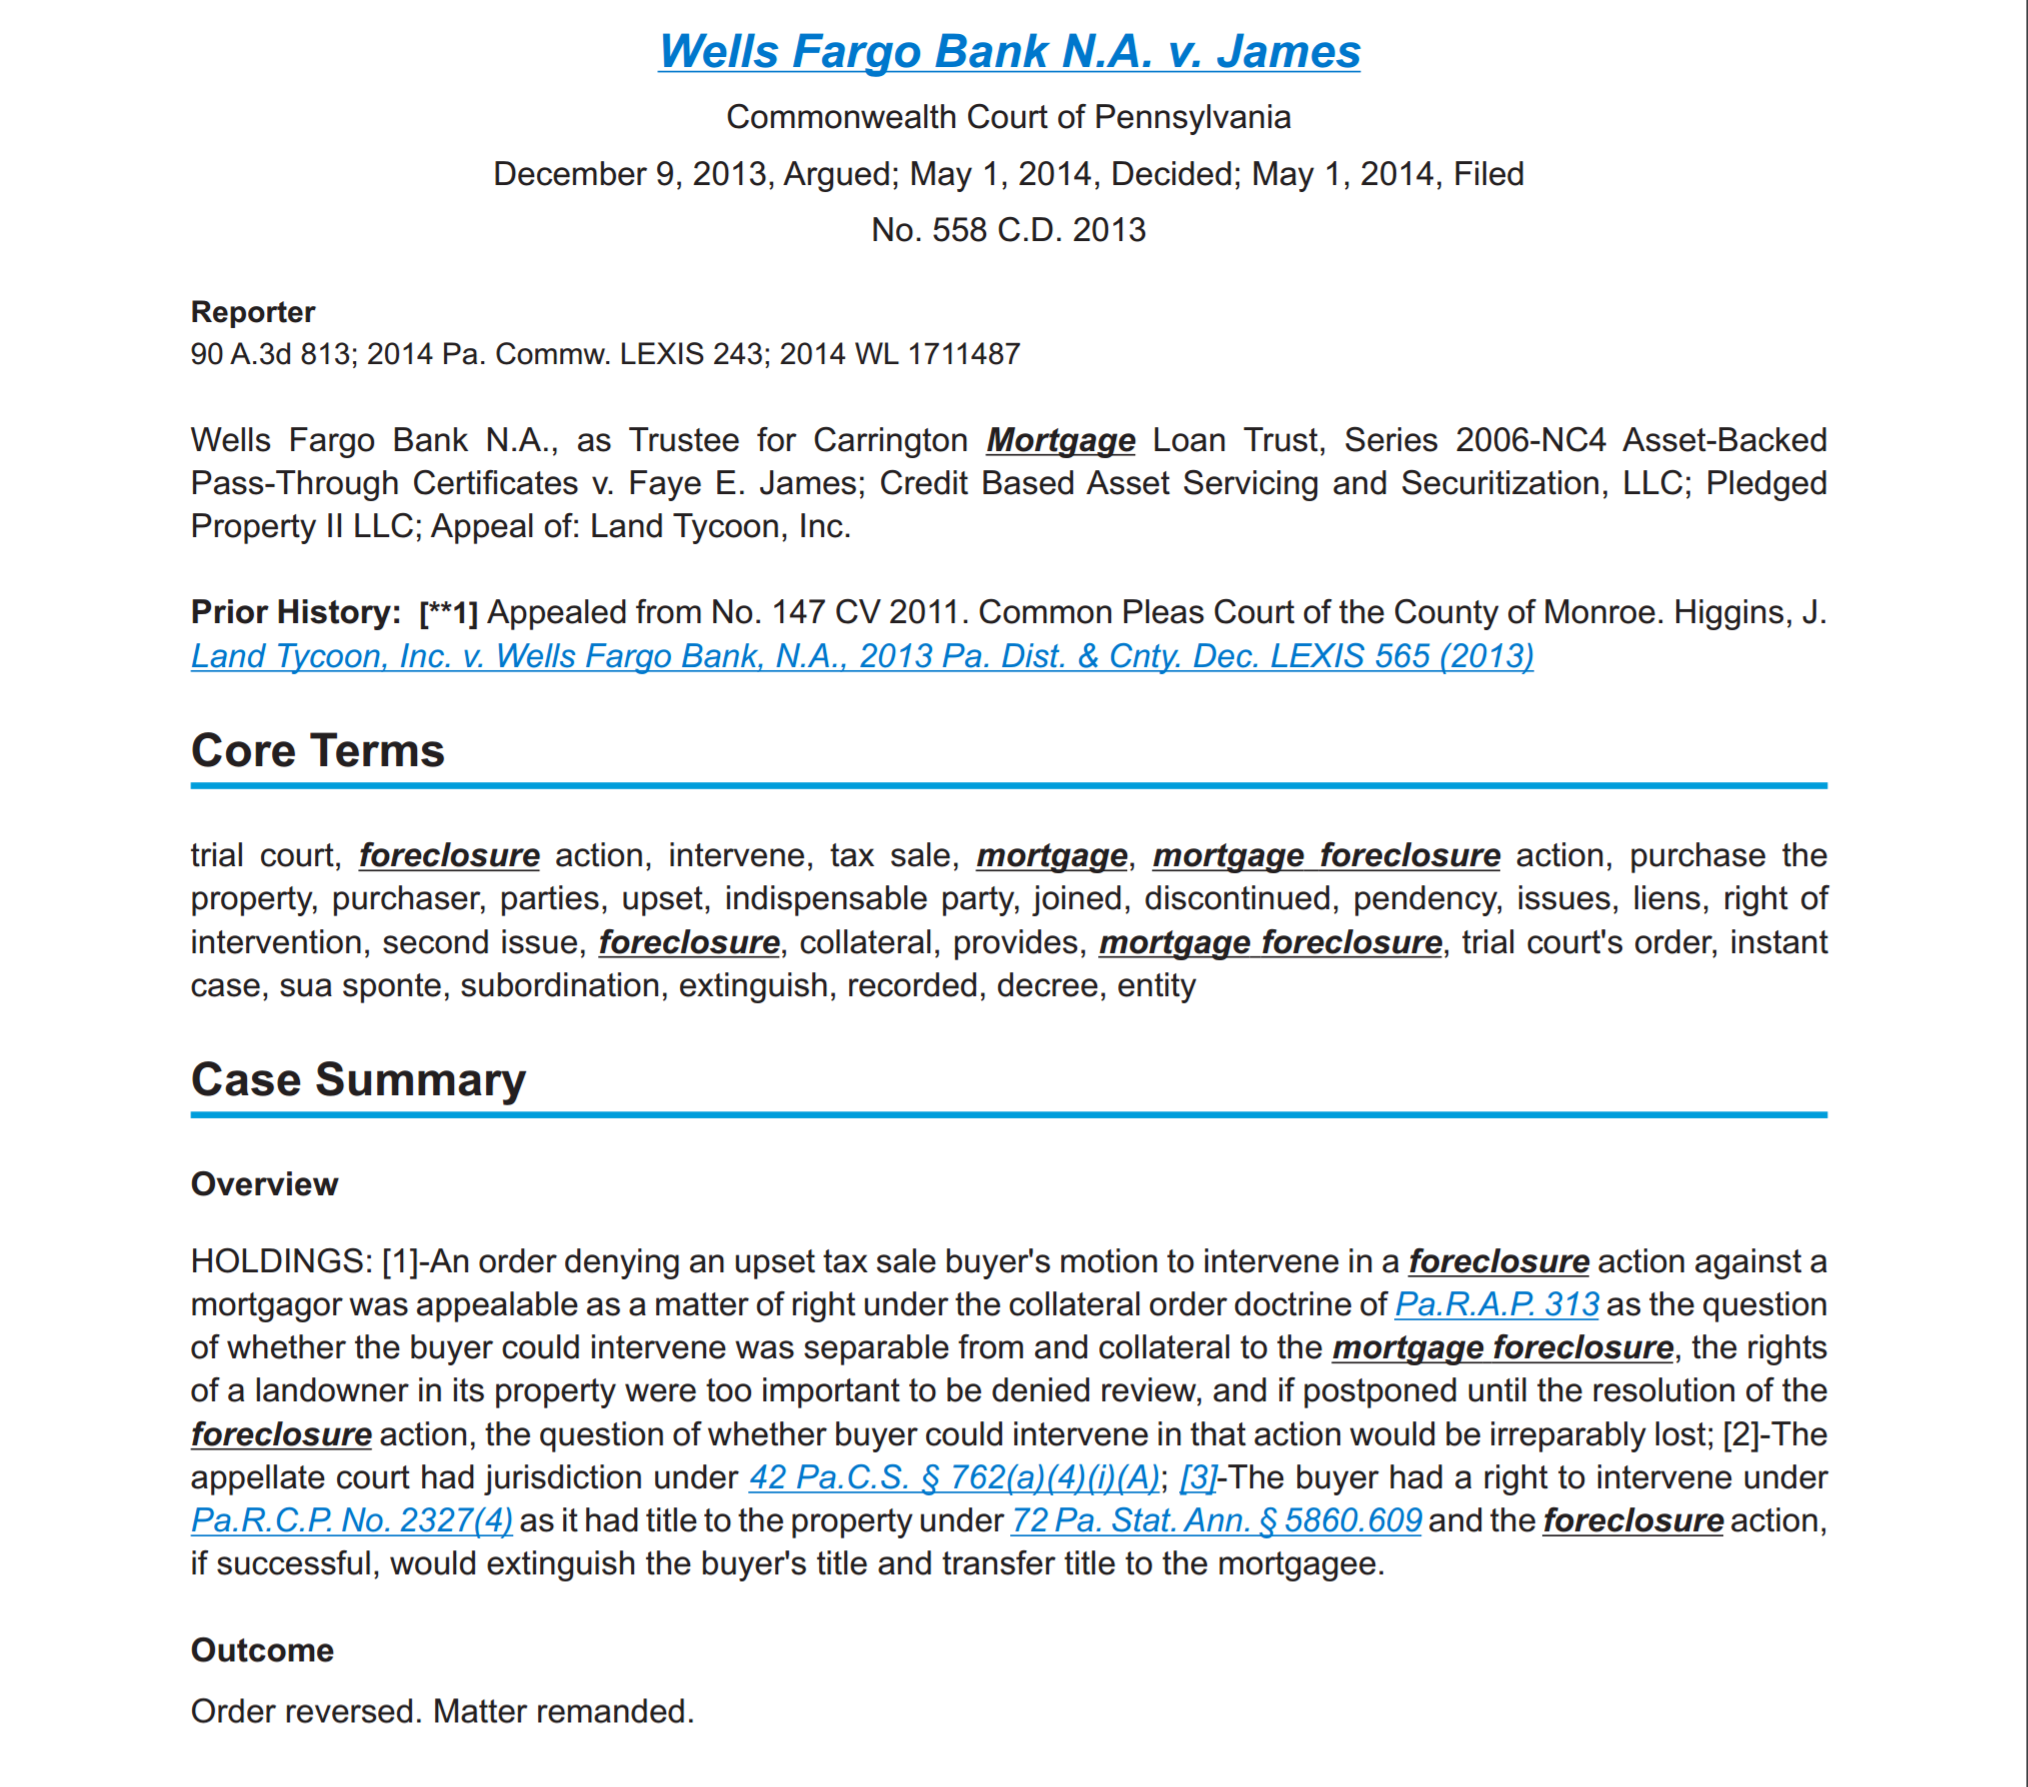 Wells Fargo Bank N.A. v. James
Commonwealth Court of Pennsylvania
December 9, 2013, Argued; May 1, 2014, Decided; May 1, 2014, Filed
No. 558 C.D. 2013
Reporter
90 A.3d 813; 2014 Pa. Commw. LEXIS 243; 2014 WL 1711487
Wells Fargo Bank N.A., as Trustee for Carrington Mortgage Loan Trust, Series 2006-NC4 Asset-Backed
Pass-Through Certificates v. Faye E. James; Credit Based Asset Servicing and Securitization, LLC; Pledged
Property II LLC; Appeal of: Land Tycoon, Inc.
Prior History: [**1] Appealed from No. 147 CV 2011. Common Pleas Court of the County of Monroe. Higgins, J.
Land Tycoon, Inc. v. Wells Fargo Bank, N.A., 2013 Pa. Dist. & Cnty. Dec. LEXIS 565 (2013)
Core Terms
trial court, foreclosure action, intervene, tax sale, mortgage, mortgage foreclosure action, purchase the
property, purchaser, parties, upset, indispensable party, joined, discontinued, pendency, issues, liens, right of
intervention, second issue, foreclosure, collateral, provides, mortgage foreclosure, trial court's order, instant
case, sua sponte, subordination, extinguish, recorded, decree, entity
Case Summary
Overview
HOLDINGS: [1]-An order denying an upset tax sale buyer's motion to intervene in a foreclosure action against a
mortgagor was appealable as a matter of right under the collateral order doctrine of Pa.R.A.P. 313 as the question
of whether the buyer could intervene was separable from and collateral to the mortgage foreclosure, the rights
of a landowner in its property were too important to be denied review, and if postponed until the resolution of the
foreclosure action, the question of whether buyer could intervene in that action would be irreparably lost; [2]-The
appellate court had jurisdiction under 42 Pa.C.S. § 762(a)(4)(i)(A); [3]-The buyer had a right to intervene under
Pa.R.C.P. No. 2327(4) as it had title to the property under 72 Pa. Stat. Ann. § 5860.609 and the foreclosure action,
if successful, would extinguish the buyer's title and transfer title to the mortgagee.
Outcome
Order reversed. Matter remanded.